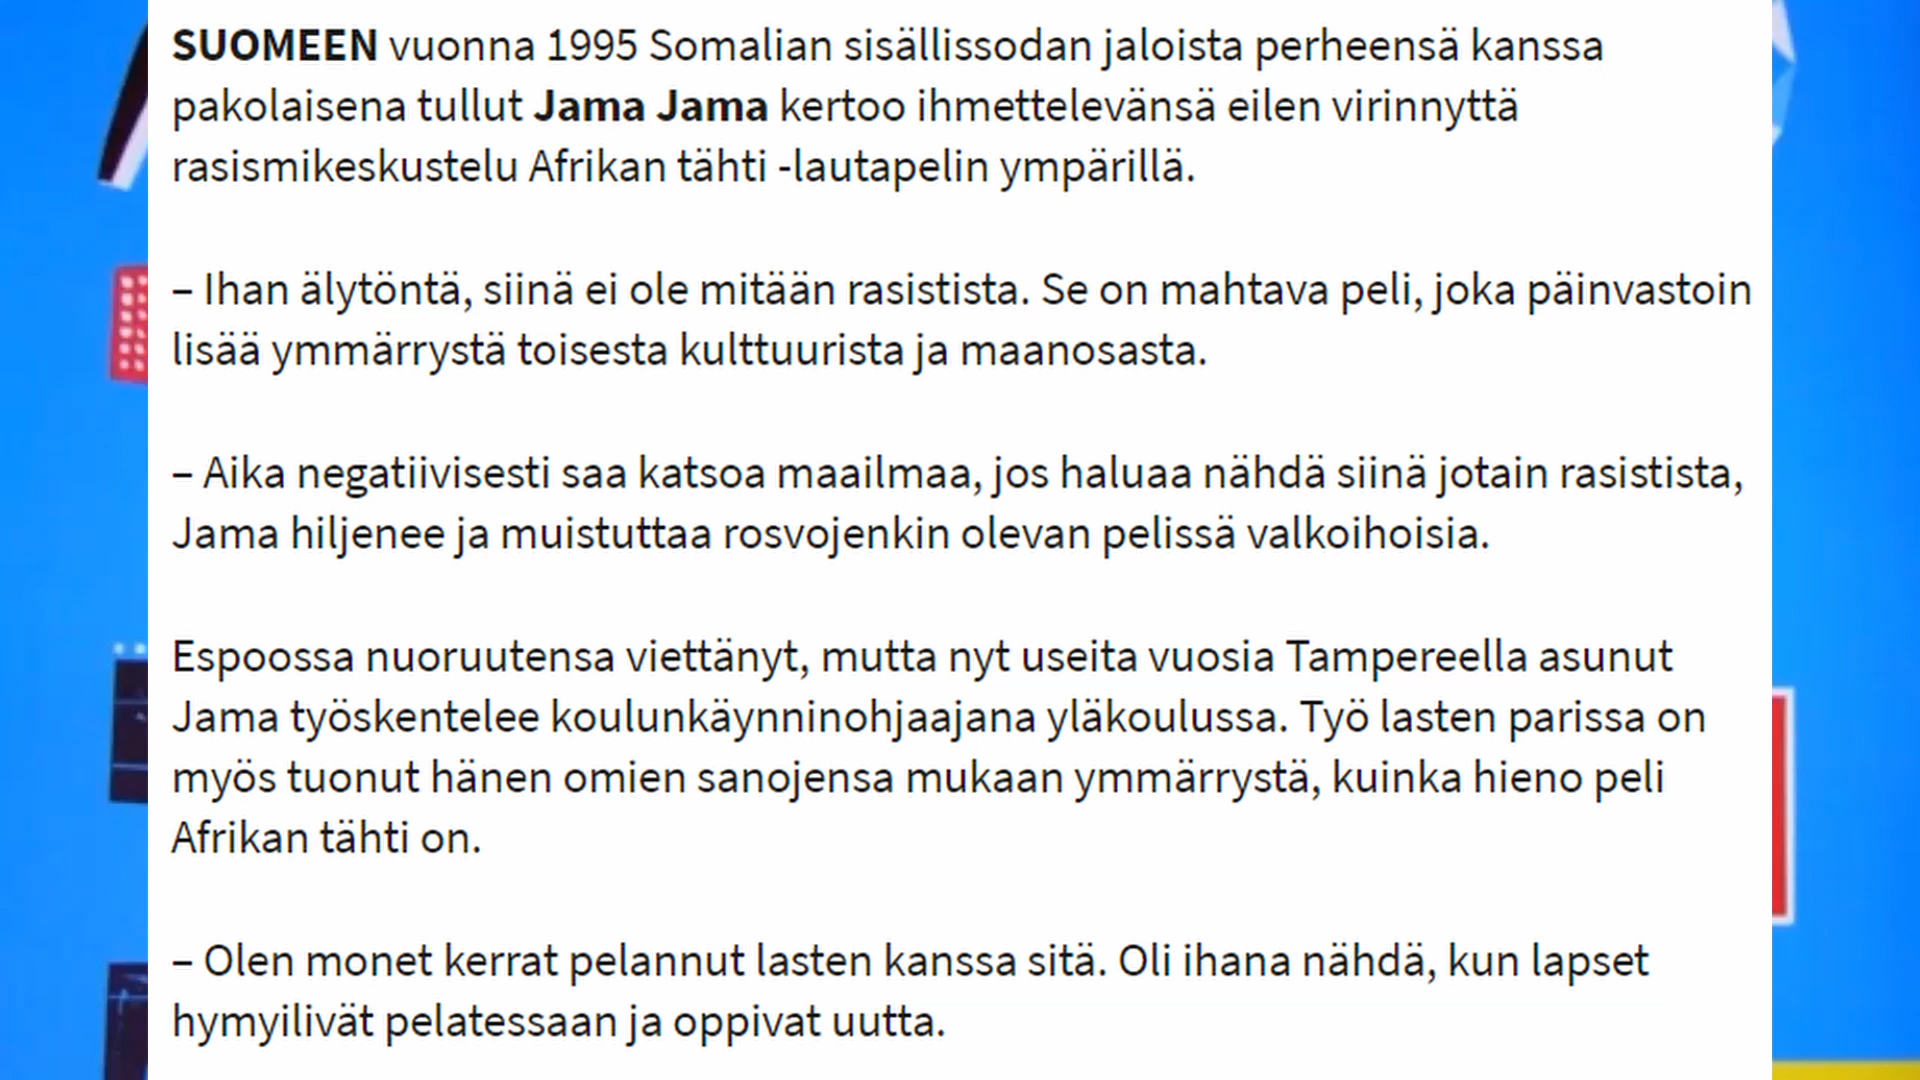 SUOMEEN vuonna 1995 Somalian sisällissodan jaloista perheensä kanssa
pakolaisena tullut Jama Jama kertoo ihmettelevänsä eilen virinnyttä
rasismikeskustelu Afrikan tähti -lautapelin ympärillä.
– Ihan älytöntä, siinä ei ole mitään rasistista. Se on mahtava peli, joka päinvastoin
lisää ymmärrystä toisesta kulttuurista ja maanosasta.
– Aika negatiivisesti saa katsoa maailmaa, jos haluaa nähdä siinä jotain rasistista,
Jama hiljenee ja muistuttaa rosvojenkin olevan pelissä valkoihoisia.
Espoossa nuoruutensa viettänyt, mutta nyt useita vuosia Tampereella asunut
Jama työskentelee koulunkäynninohjaajana yläkoulussa. Työ lasten parissa on
myös tuonut hänen omien sanojensa mukaan ymmärrystä, kuinka hieno peli
Afrikan tähti on.
– Olen monet kerrat pelannut lasten kanssa sitä. Oli ihana nähdä, kun lapset
hymyilivät pelatessaan ja oppivat uutta.